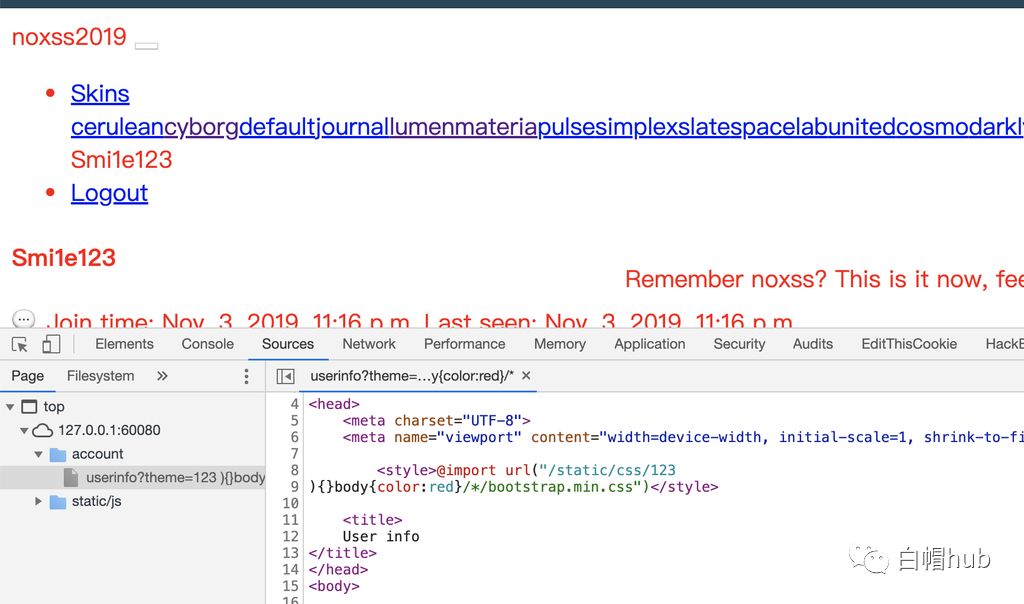 noxss2019
Skins
ceruleancyborgdefaultjournallumenmateriapulsesimplexslatespacelabunitedcosmodarkl
Smi1e123
Logout
Smi1e123
Remember noxss? This is it now, fee
Join time: Nov. 3, 2019, 11:16 p.m. Last seen: Nov. 3, 2019, 11:16 p.m.
Elements Console Sources Network Performance Memory Application Security Audits EditThisCookie HackB
Page Filesystem » userinfo?theme=…y{color:red}/* ×
top
127.0.0.1:60080
account
userinfo?theme=123 ){}body
static/js
4 <head>
5 <meta charset="UTF-8">
6 <meta name="viewport" content="width=device-width, initial-scale=1, shrink-to-fi
7
8 <style>@import url("/static/css/123
9 ){}body{color:red}/*/bootstrap.min.css")</style>
10
11 <title>
12 User info
13 </title>
14 </head>
15 <body>
16
白帽hub